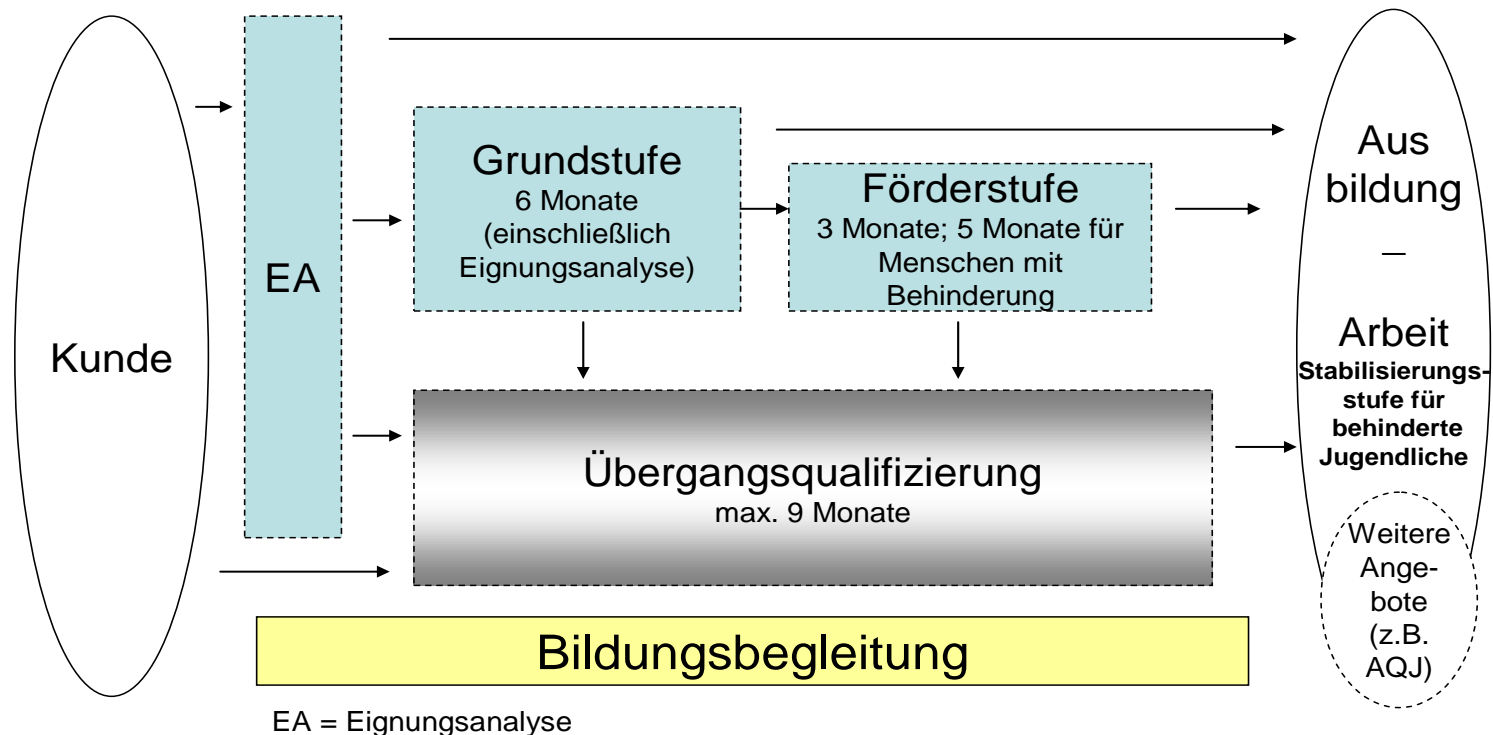 Kunde
EA
Grundstufe
6 Monate
(einschließlich
Eignungsanalyse)
Förderstufe
3 Monate; 5 Monate für
Menschen mit
Behinderung
Übergangsqualifizierung
max. 9 Monate
Bildungsbegleitung
EA = Eignungsanalyse
Aus
bildung
–
Arbeit
Stabilisierungs-
stufe für
behinderte
Jugendliche
Weitere
Ange-
bote
(z.B.
AQJ)